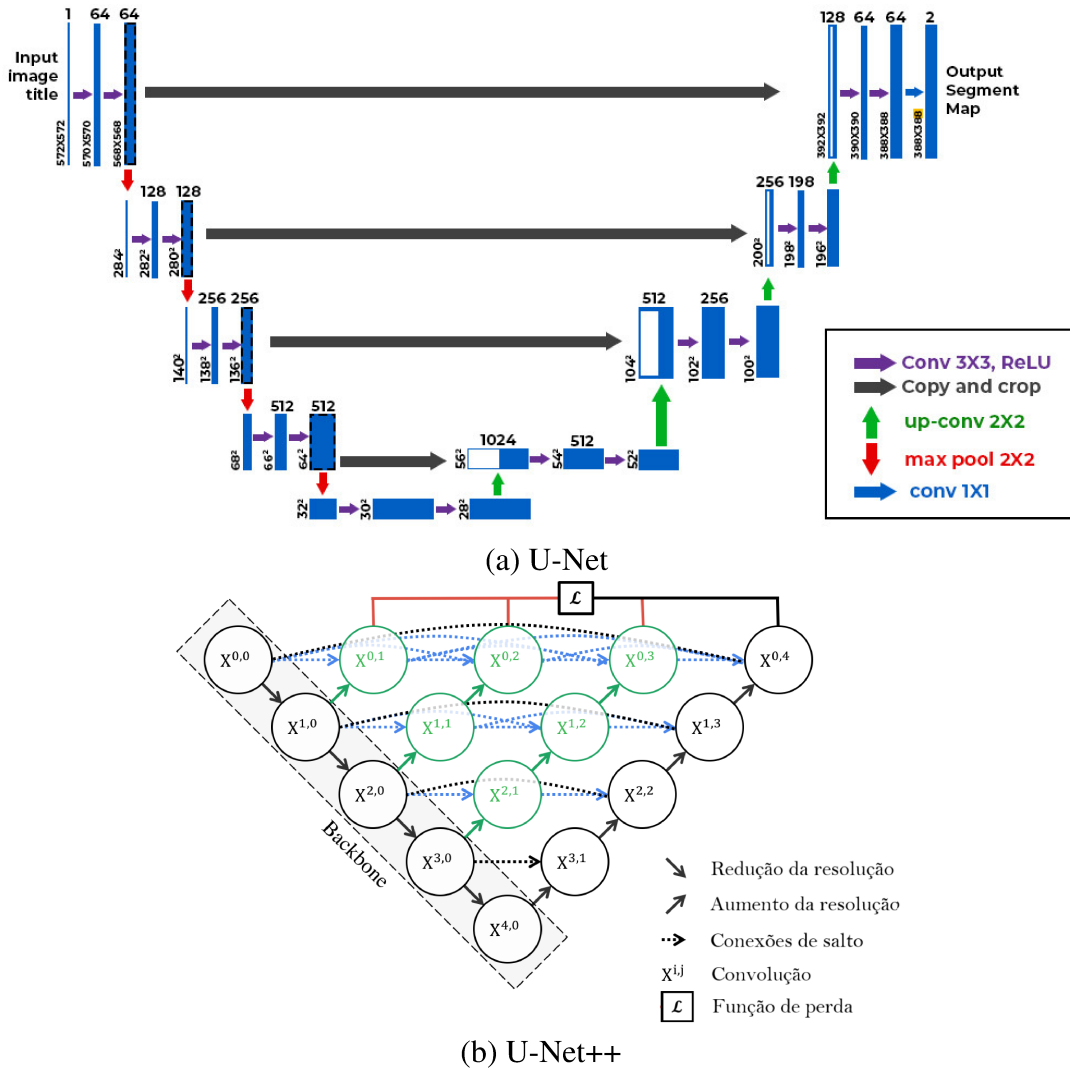 1 64 64
Input
image
title
572X572
570X570
568X568
128 64 64 2
Output
Segment
Map
392X392
390X390
388X388
388X388
128 128
284²
282²
280²
256 198
200²
198²
196²
256 256
140²
138²
136²
512 256
104²
102²
100²
512 512
68²
66²
64²
1024 512
56²
54²
52²
32²
30²
28²
Conv 3X3, ReLU
Copy and crop
up-conv 2X2
max pool 2X2
conv 1X1
(a) U-Net
ℒ
X0,0 X0,1 X0,2 X0,3 X0,4
X1,0 X1,1 X1,2 X1,3
X2,0 X2,1 X2,2
X3,0 X3,1
X4,0
Backbone
Redução da resolução
Aumento da resolução
Conexões de salto
Xi,j Convolução
ℒ Função de perda
(b) U-Net++